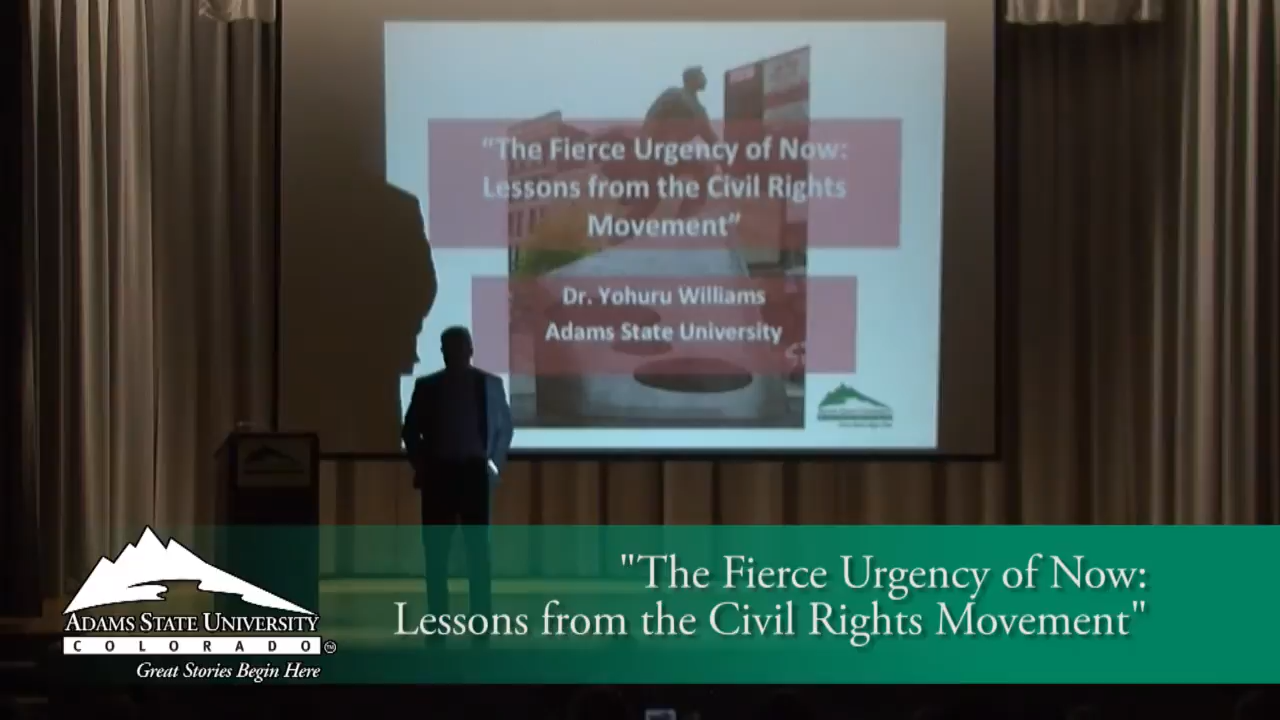 "The Fierce Urgency of Now:
Lessons from the Civil Rights
Movement"
Dr. Yohuru Williams
Adams State University
"The Fierce Urgency of Now:
Lessons from the Civil Rights Movement"
ADAMS STATE UNIVERSITY
COLORADO
TM
Great Stories Begin Here